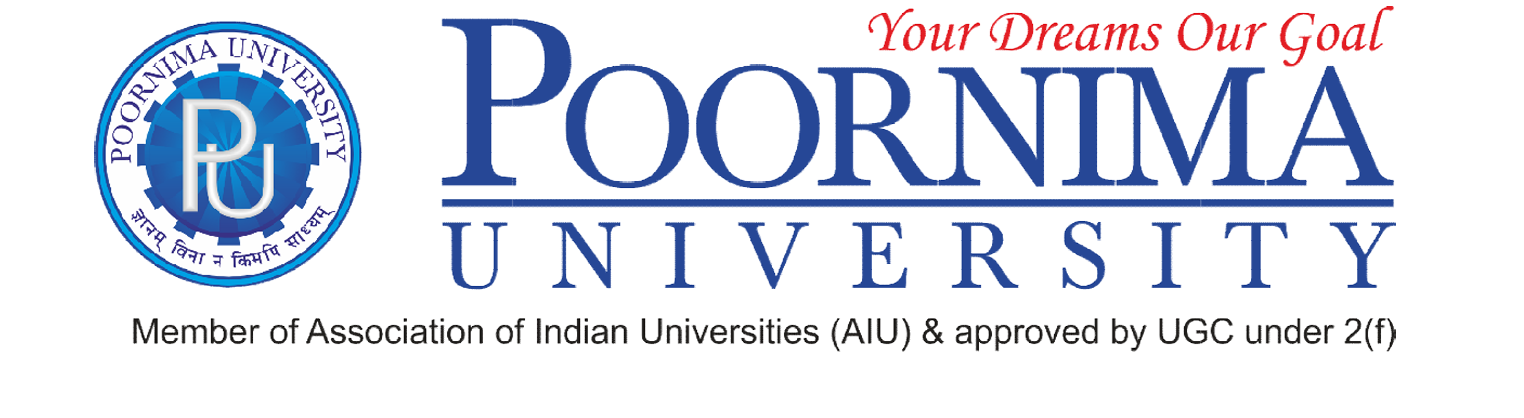 POORNIMA UNIVERSITY
PU
ज्ञानम् विना न किमपि साध्यम्
Your Dreams Our Goal
POORNIMA
UNIVERSITY
Member of Association of Indian Universities (AIU) & approved by UGC under 2(f)